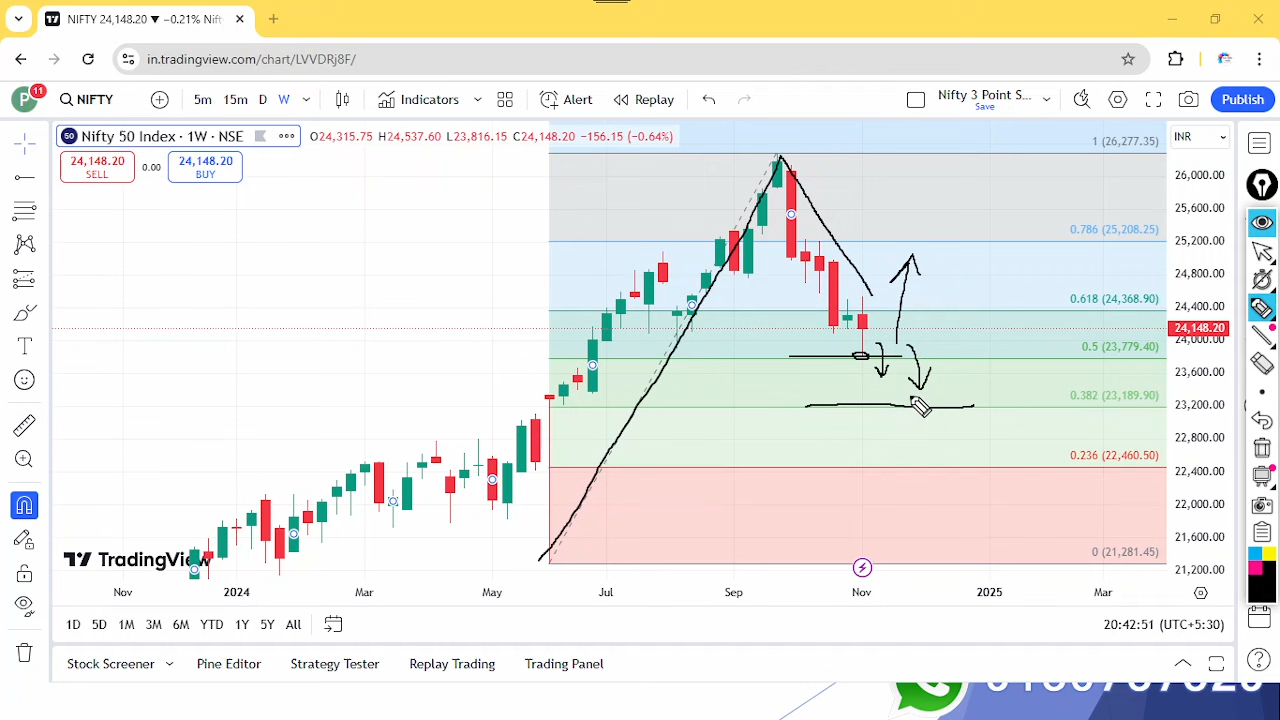 NIFTY 24,148.20 ▼ −0.21% Nif
in.tradingview.com/chart/LVVDRj8F/
P 11 NIFTY 5m 15m D W Indicators Alert Replay Nifty 3 Point S... Save Publish
50 Nifty 50 Index · 1W · NSE O24,315.75 H24,537.60 L23,816.15 C24,148.20 −156.15 (−0.64%) INR
24,148.20 SELL 0.00 24,148.20 BUY
1 (26,277.35)
26,000.00
25,600.00
0.786 (25,208.25)
25,200.00
24,800.00
0.618 (24,368.90)
24,400.00
24,148.20
24,000.00
0.5 (23,779.40)
23,600.00
0.382 (23,189.90)
23,200.00
22,800.00
0.236 (22,460.50)
22,400.00
22,000.00
21,600.00
0 (21,281.45)
21,200.00
TradingView
Nov 2024 Mar May Jul Sep Nov 2025 Mar
1D 5D 1M 3M 6M YTD 1Y 5Y All 20:42:51 (UTC+5:30)
Stock Screener Pine Editor Strategy Tester Replay Trading Trading Panel